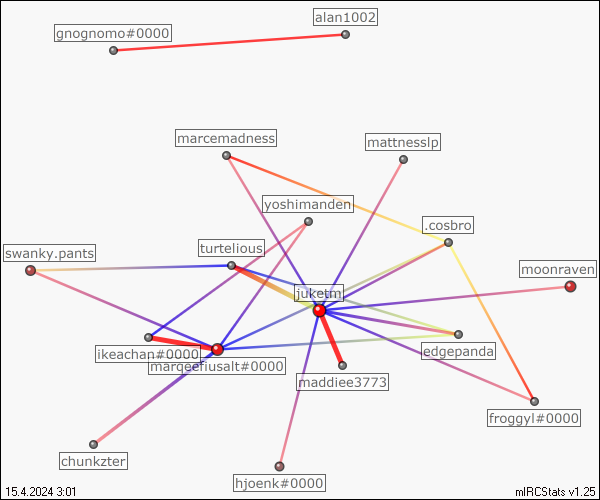 alan1002
gnognomo#0000
marcemadness
mattnesslp
yoshimanden
.cosbro
turtelious
swanky.pants
moonraven
juketm
edgepanda
ikeachan#0000
marqeefiusalt#0000
maddiee3773
froggyl#0000
chunkzter
hjoenk#0000
15.4.2024 3:01
mIRCStats v1.25